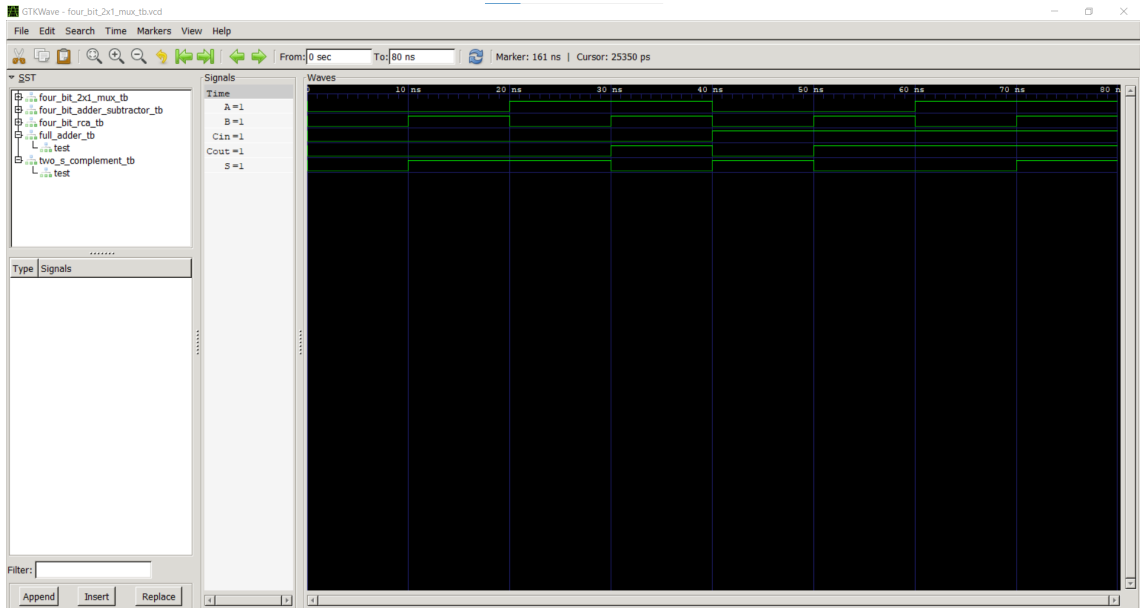 GTKWave - four_bit_2x1_mux_tb.vcd
File Edit Search Time Markers View Help
From: 0 sec To: 80 ns Marker: 161 ns | Cursor: 25350 ps
SST
four_bit_2x1_mux_tb
four_bit_adder_subtractor_tb
four_bit_rca_tb
full_adder_tb
test
two_s_complement_tb
test
Type Signals
Filter:
Append Insert Replace
Signals
Time
A=1
B=1
Cin=1
Cout=1
S=1
Waves
0 10 ns 20 ns 30 ns 40 ns 50 ns 60 ns 70 ns 80 n